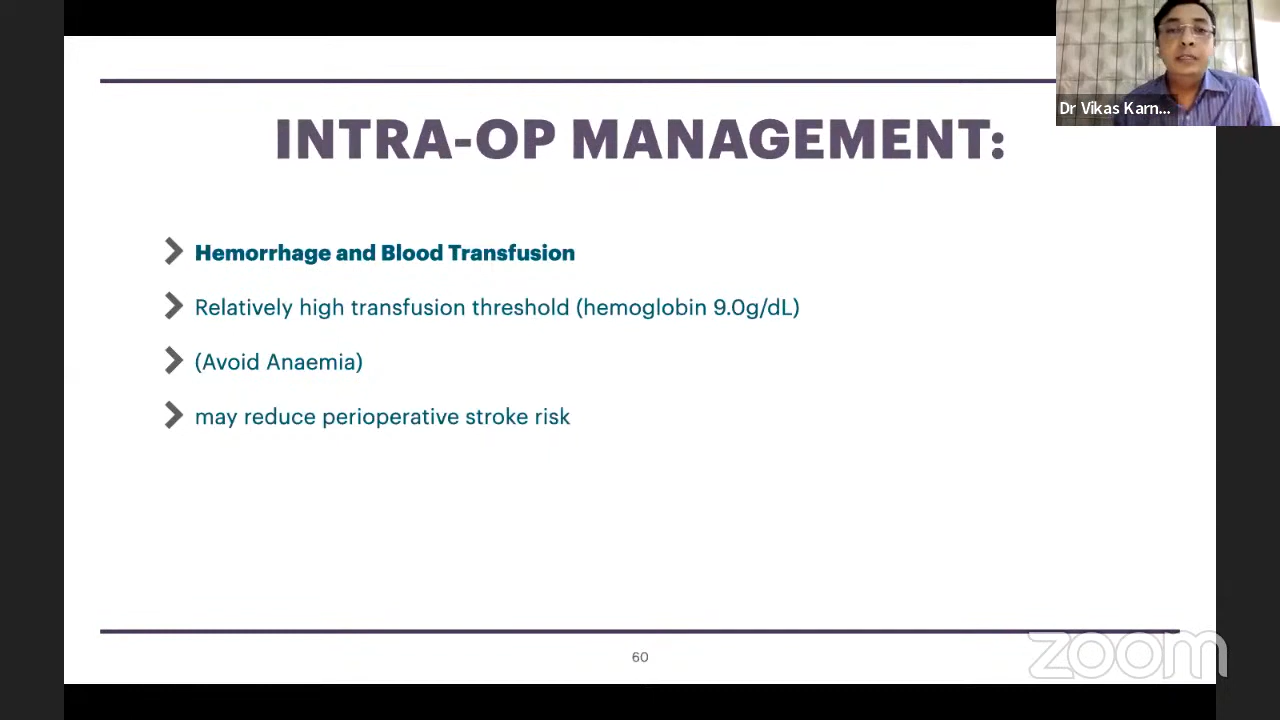 Dr Vikas Karn...
INTRA-OP MANAGEMENT:
Hemorrhage and Blood Transfusion
Relatively high transfusion threshold (hemoglobin 9.0g/dL)
(Avoid Anaemia)
may reduce perioperative stroke risk
60
zoom